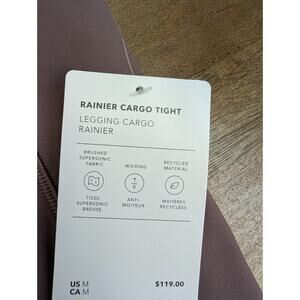 RAINIER CARGO TIGHT
LEGGING CARGO
RAINIER
BRUSHED
SUPERSONIC
FABRIC
WICKING
RECYCLED
MATERIAL
TISSU
SUPERSONIC
BROSSÉ
ANTI-
MOITEUR
MATIÈRES
RECYCLÉES
US M
CA M
$119.00